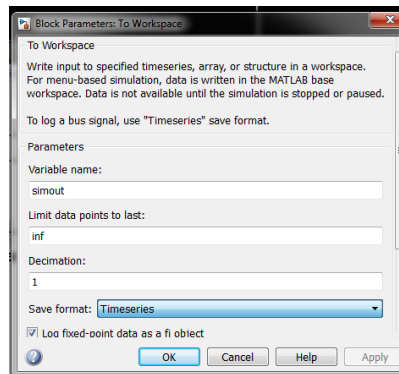 Block Parameters: To Workspace
To Workspace
Write input to specified timeseries, array, or structure in a workspace.
For menu-based simulation, data is written in the MATLAB base
workspace. Data is not available until the simulation is stopped or paused.
To log a bus signal, use "Timeseries" save format.
Parameters
Variable name:
simout
Limit data points to last:
inf
Decimation:
1
Save format: Timeseries
Log fixed-point data as a fi object
OK Cancel Help Apply